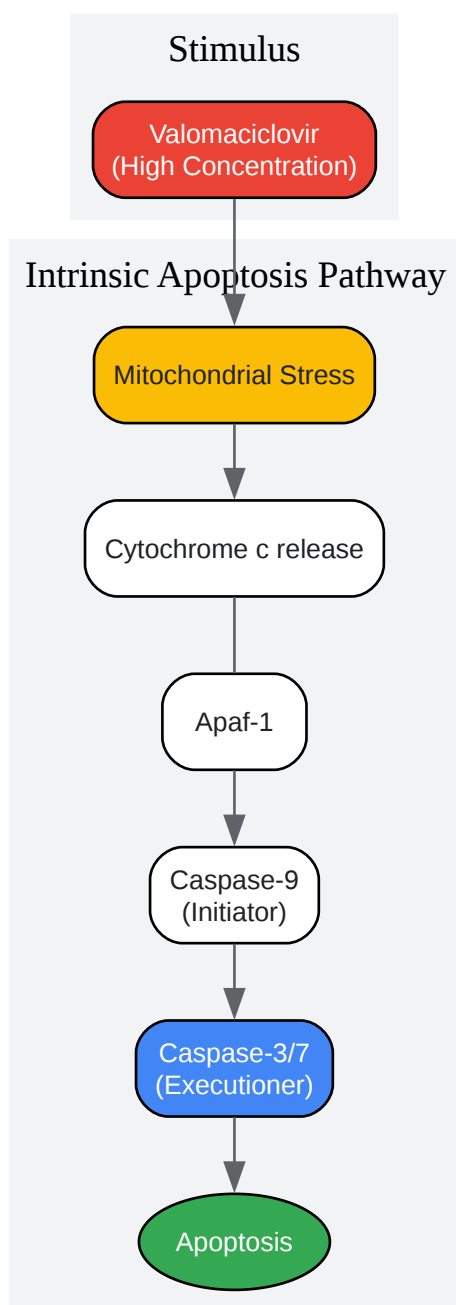 Stimulus
Valomaciclovir
(High Concentration)
Intrinsic Apoptosis Pathway
Mitochondrial Stress
Cytochrome c release
Apaf-1
Caspase-9
(Initiator)
Caspase-3/7
(Executioner)
Apoptosis